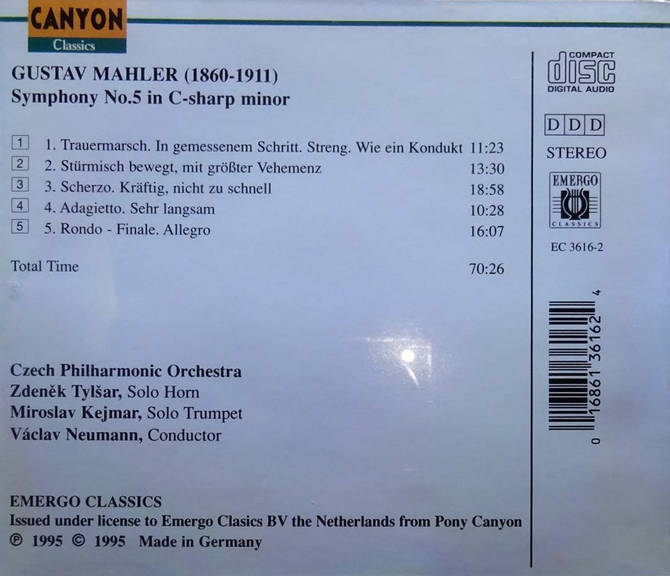 CANYON
Classics
GUSTAV MAHLER (1860-1911)
Symphony No.5 in C-sharp minor
1 1. Trauermarsch. In gemessenem Schritt. Streng. Wie ein Kondukt 11:23
2 2. Stürmisch bewegt, mit größter Vehemenz 13:30
3 3. Scherzo. Kräftig, nicht zu schnell 18:58
4 4. Adagietto. Sehr langsam 10:28
5 5. Rondo - Finale. Allegro 16:07
Total Time 70:26
Czech Philharmonic Orchestra
Zdeněk Tylšar, Solo Horn
Miroslav Kejmar, Solo Trumpet
Václav Neumann, Conductor
EMERGO CLASSICS
Issued under license to Emergo Clasics BV the Netherlands from Pony Canyon
℗ 1995 © 1995 Made in Germany
COMPACT
disc
DIGITAL AUDIO
D D D
STEREO
EMERGO
CLASSICS
EC 3616-2
0 16861 36162 4